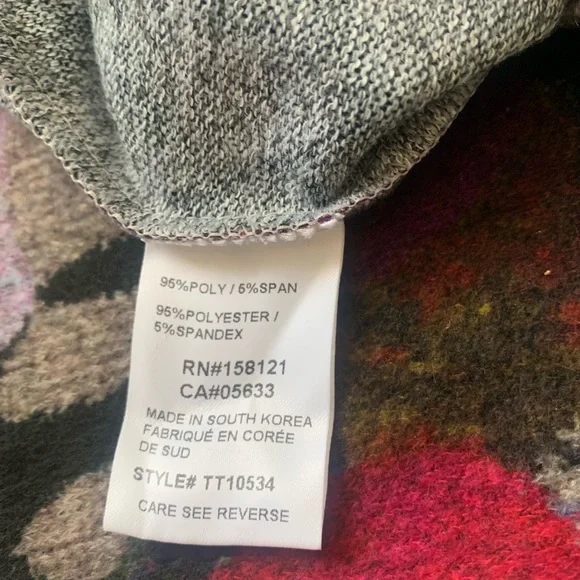 95%POLY / 5%SPAN
95%POLYESTER /
5%SPANDEX
RN#158121
CA#05633
MADE IN SOUTH KOREA
FABRIQUÉ EN CORÉE
DE SUD
STYLE# TT10534
CARE SEE REVERSE